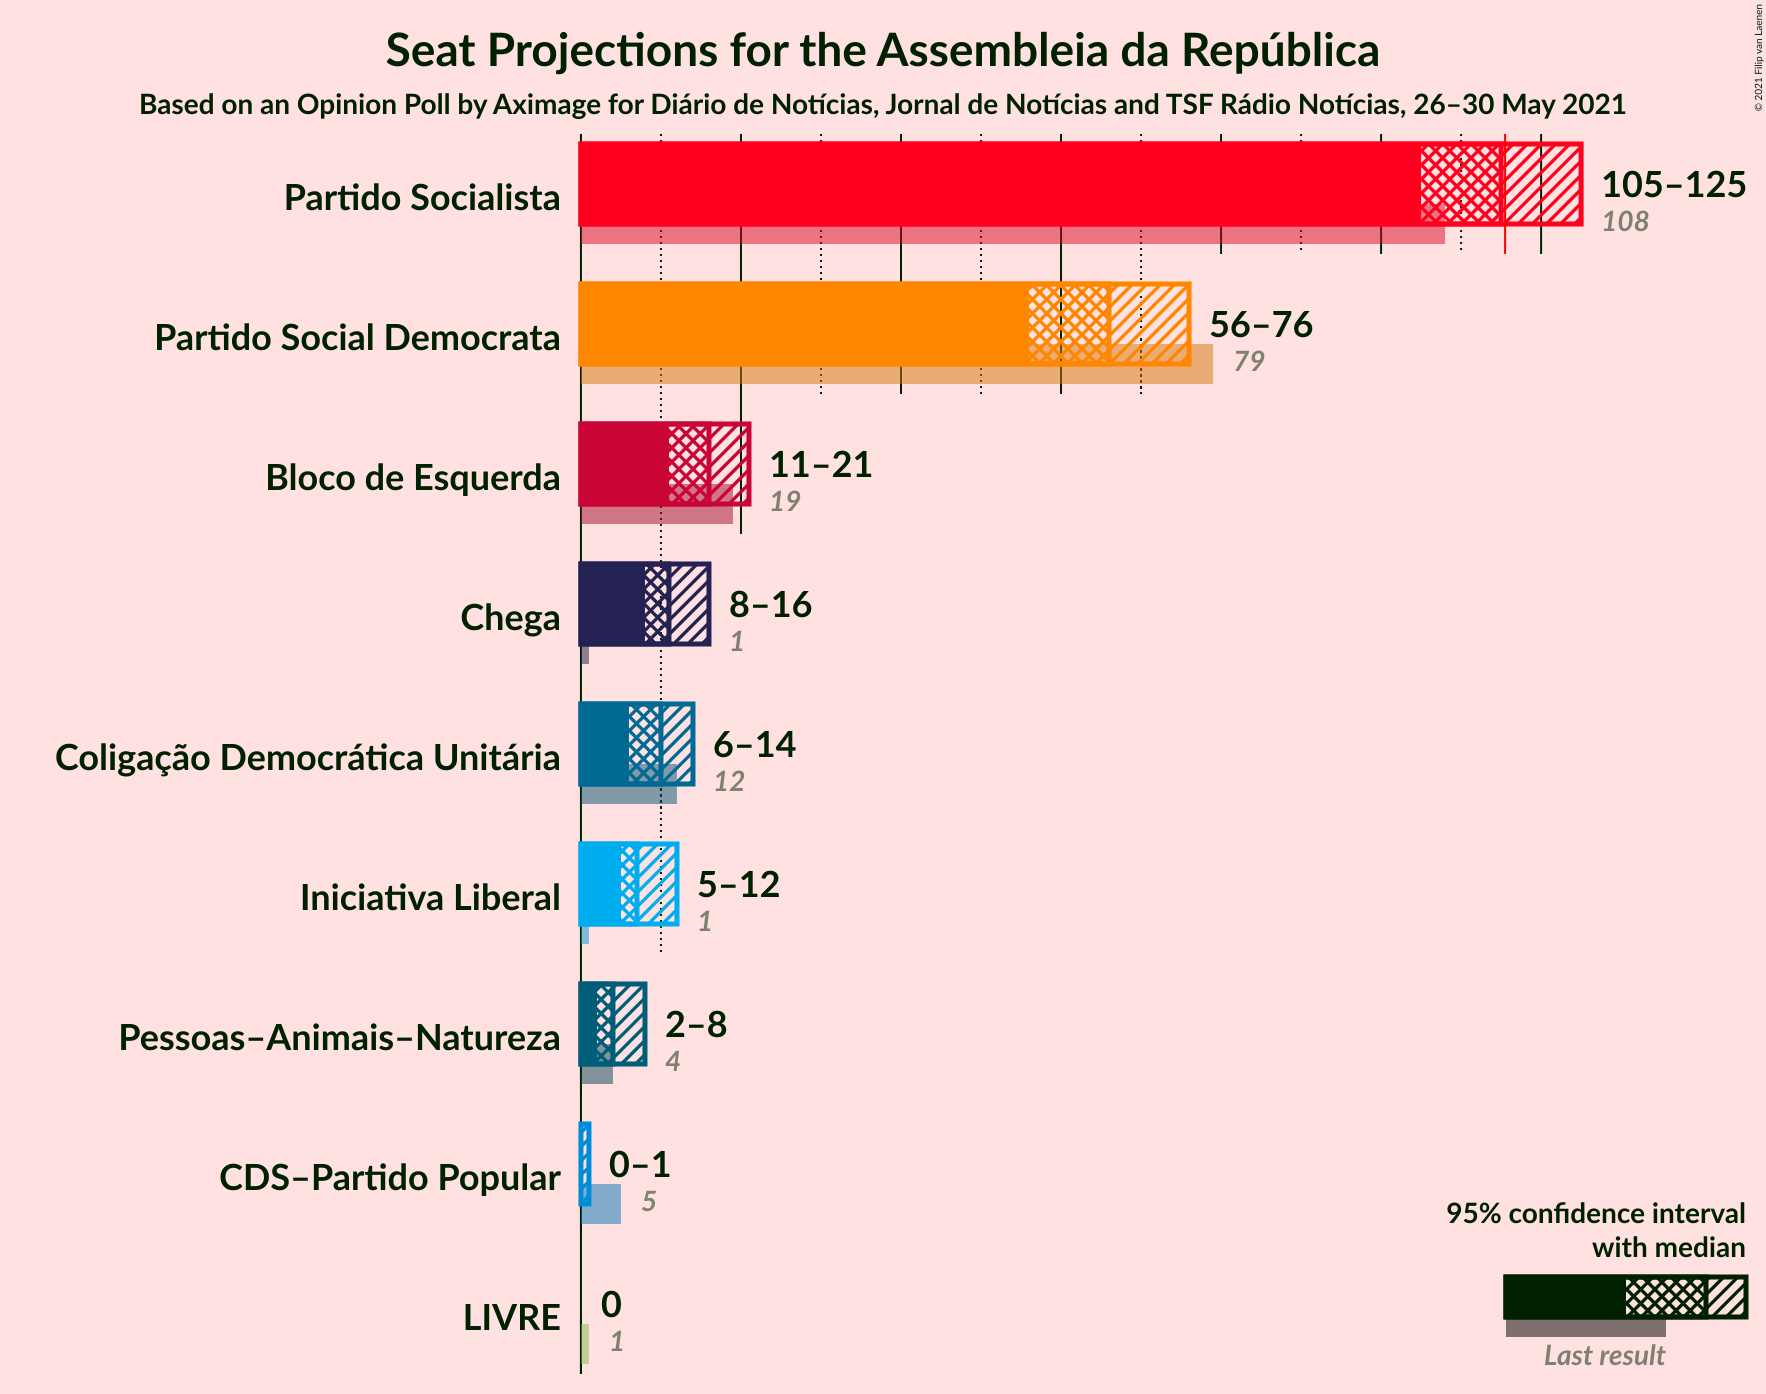 Seat Projections for the Assembleia da República
Based on an Opinion Poll by Aximage for Diário de Notícias, Jornal de Notícias and TSF Rádio Notícias, 26–30 May 2021
© 2021 Filip van Laenen
Partido Socialista
105–125
108
Partido Social Democrata
56–76
79
Bloco de Esquerda
11–21
19
Chega
8–16
1
Coligação Democrática Unitária
6–14
12
Iniciativa Liberal
5–12
1
Pessoas–Animais–Natureza
2–8
4
CDS–Partido Popular
0–1
5
LIVRE
0
1
95% confidence interval
with median
Last result